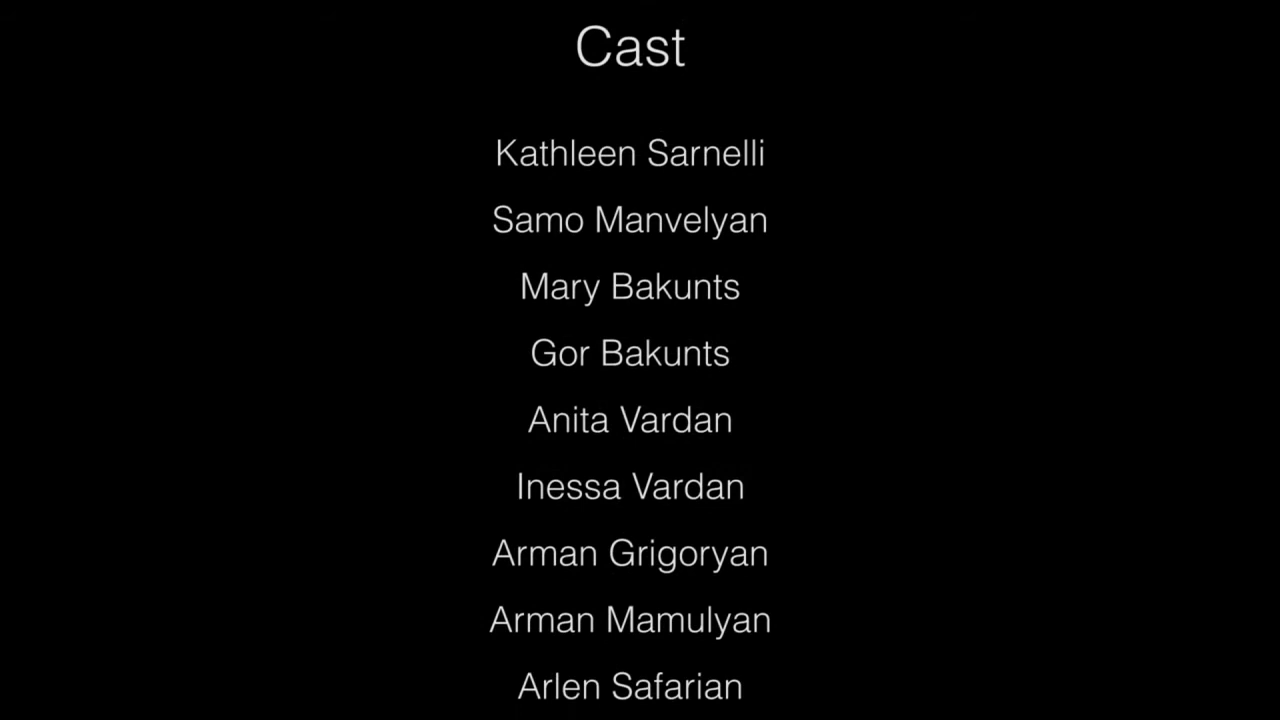 Cast
Kathleen Sarnelli
Samo Manvelyan
Mary Bakunts
Gor Bakunts
Anita Vardan
Inessa Vardan
Arman Grigoryan
Arman Mamulyan
Arlen Safarian